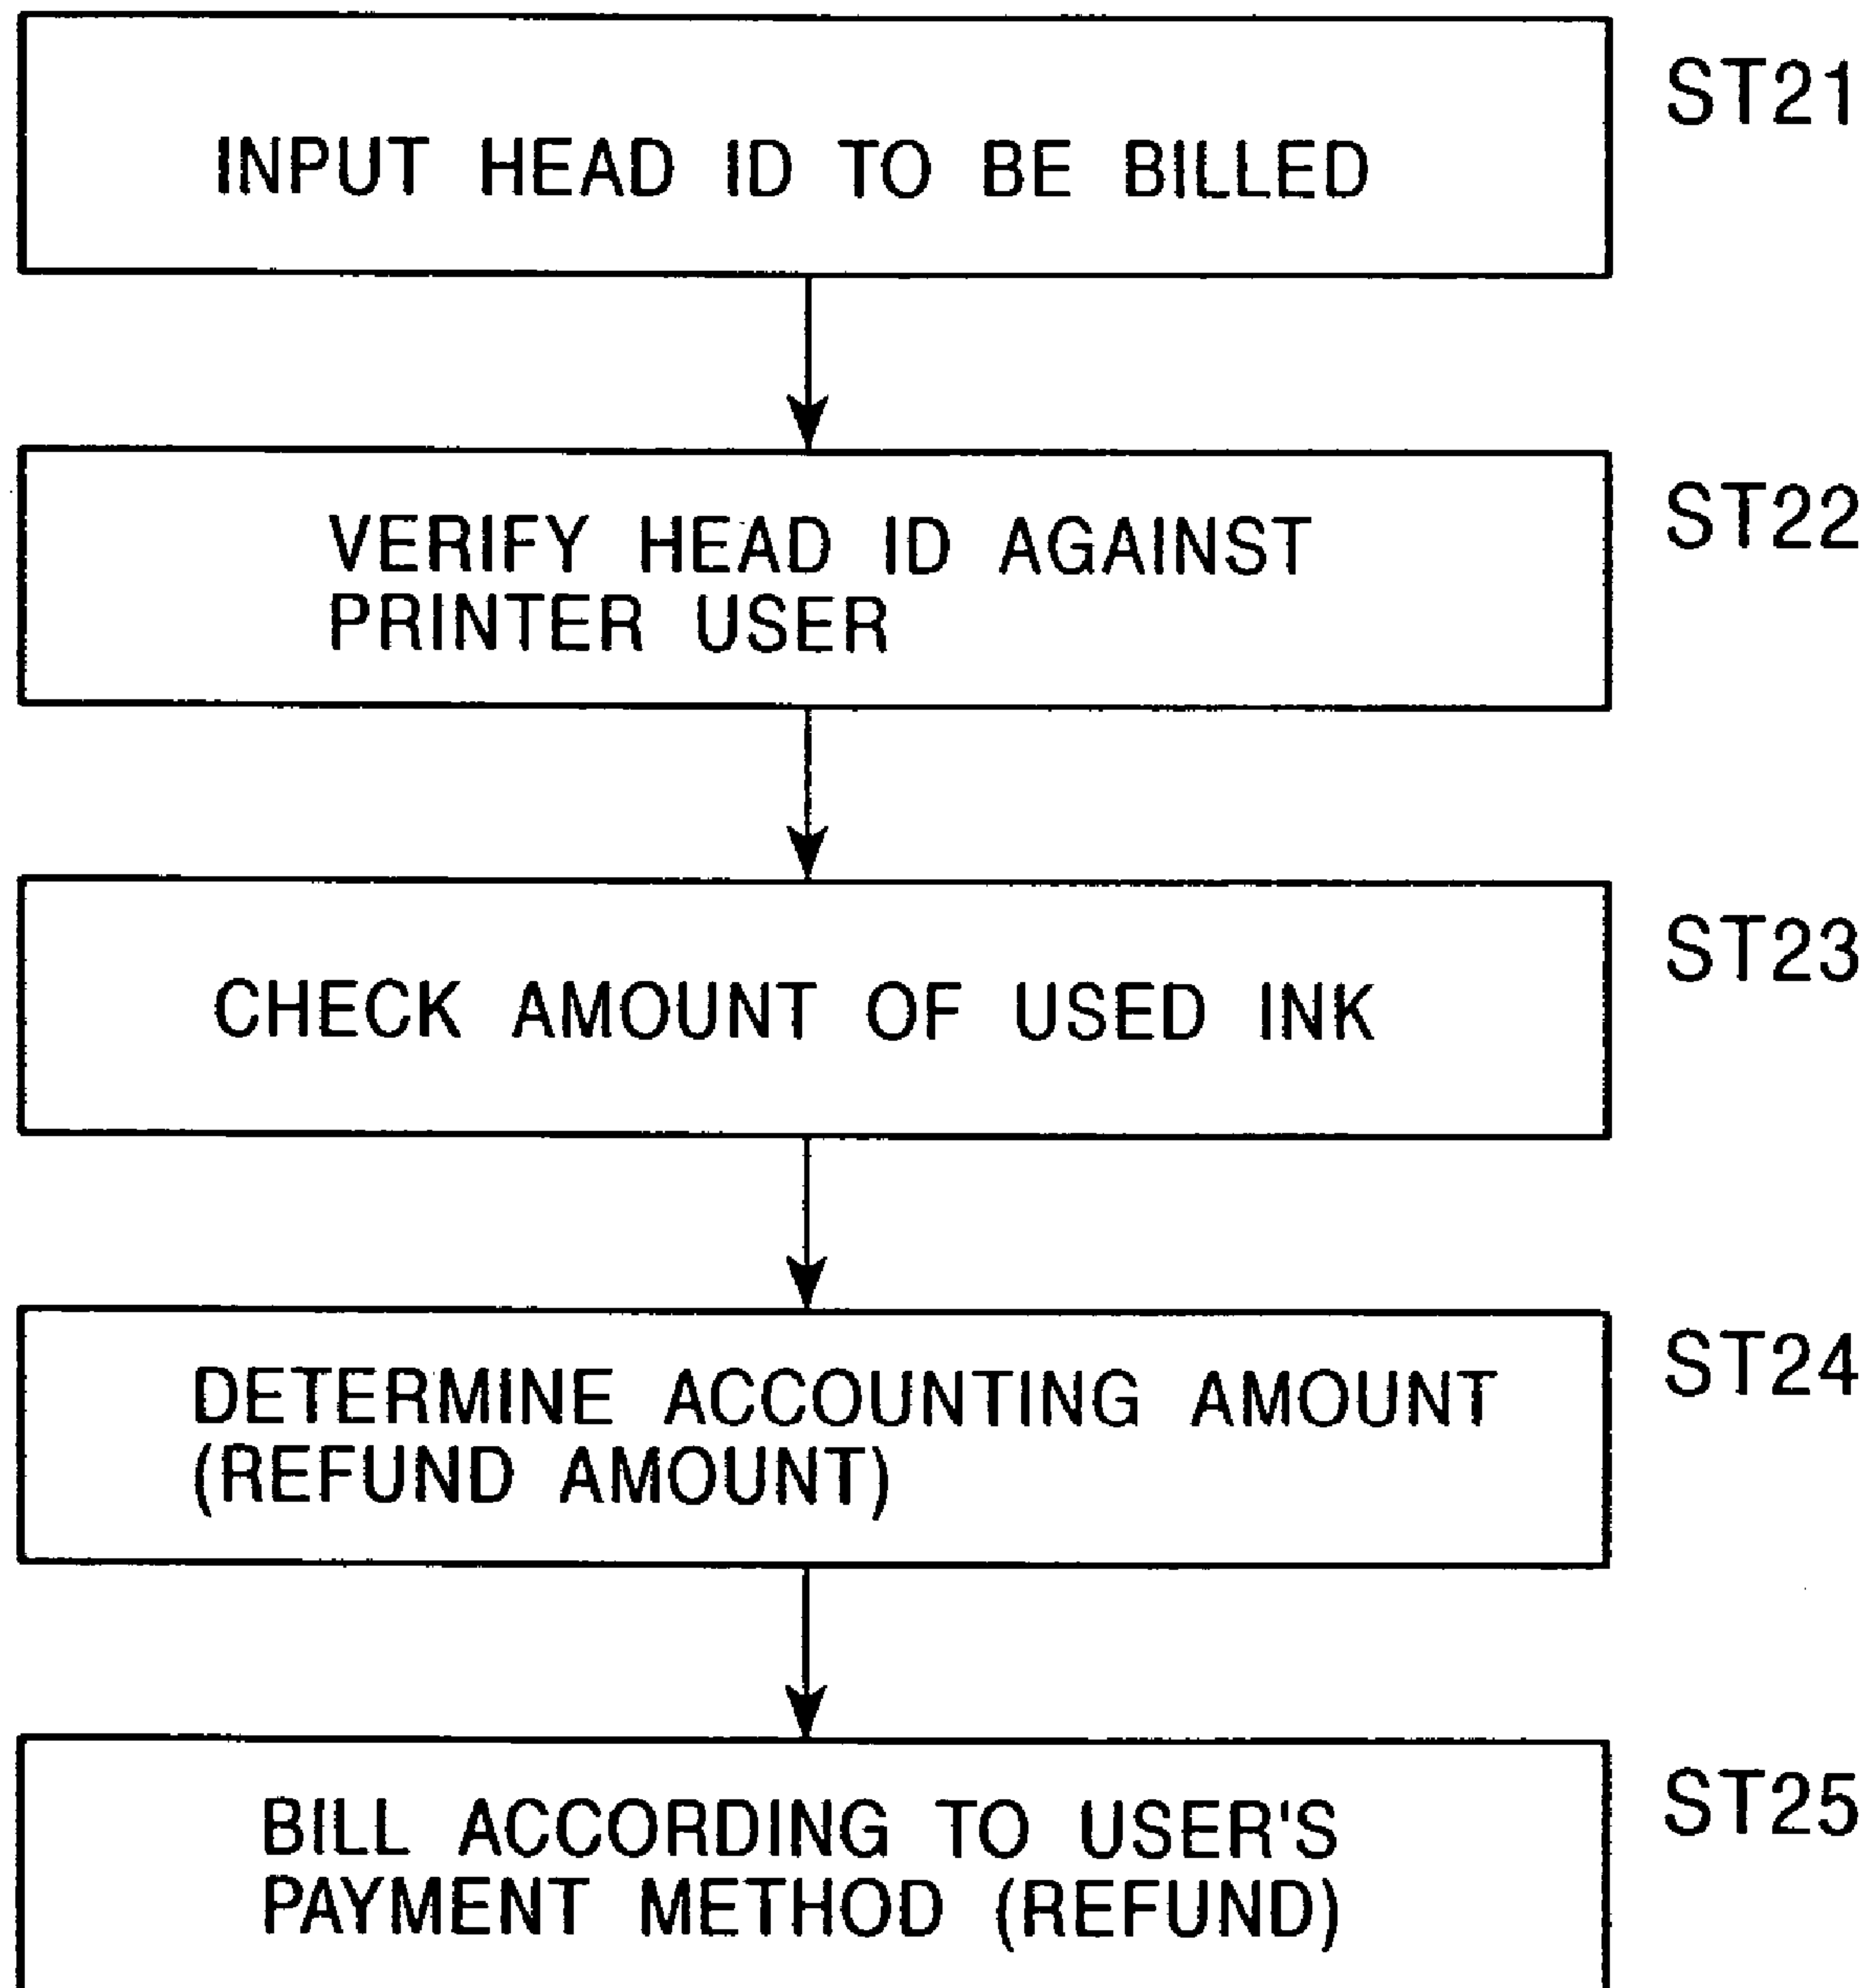 ST21
INPUT HEAD ID TO BE BILLED
ST22
VERIFY HEAD ID AGAINST
PRINTER USER
ST23
CHECK AMOUNT OF USED INK
ST24
DETERMINE ACCOUNTING AMOUNT
(REFUND AMOUNT)
ST25
BILL ACCORDING TO USER'S
PAYMENT METHOD (REFUND)